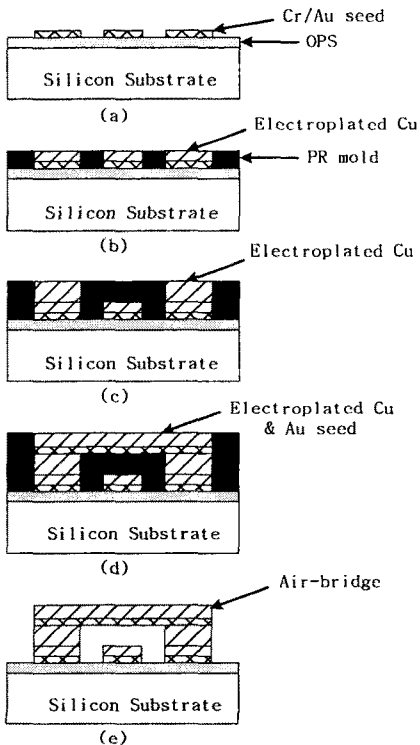 Cr/Au seed
OPS
Silicon Substrate
(a)
Electroplated Cu
PR mold
Silicon Substrate
(b)
Electroplated Cu
Silicon Substrate
(c)
Electroplated Cu
& Au seed
Silicon Substrate
(d)
Air-bridge
Silicon Substrate
(e)